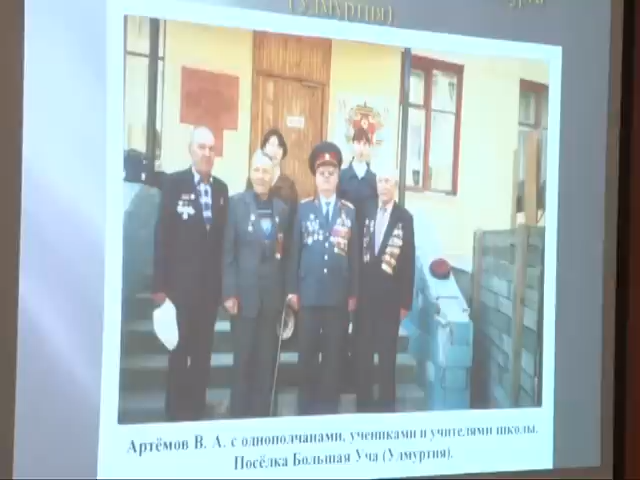 (Удмуртия)
Артёмов В. А. с однополчанами, учениками и учителями школы.
Посёлка Большая Уча (Удмуртия).